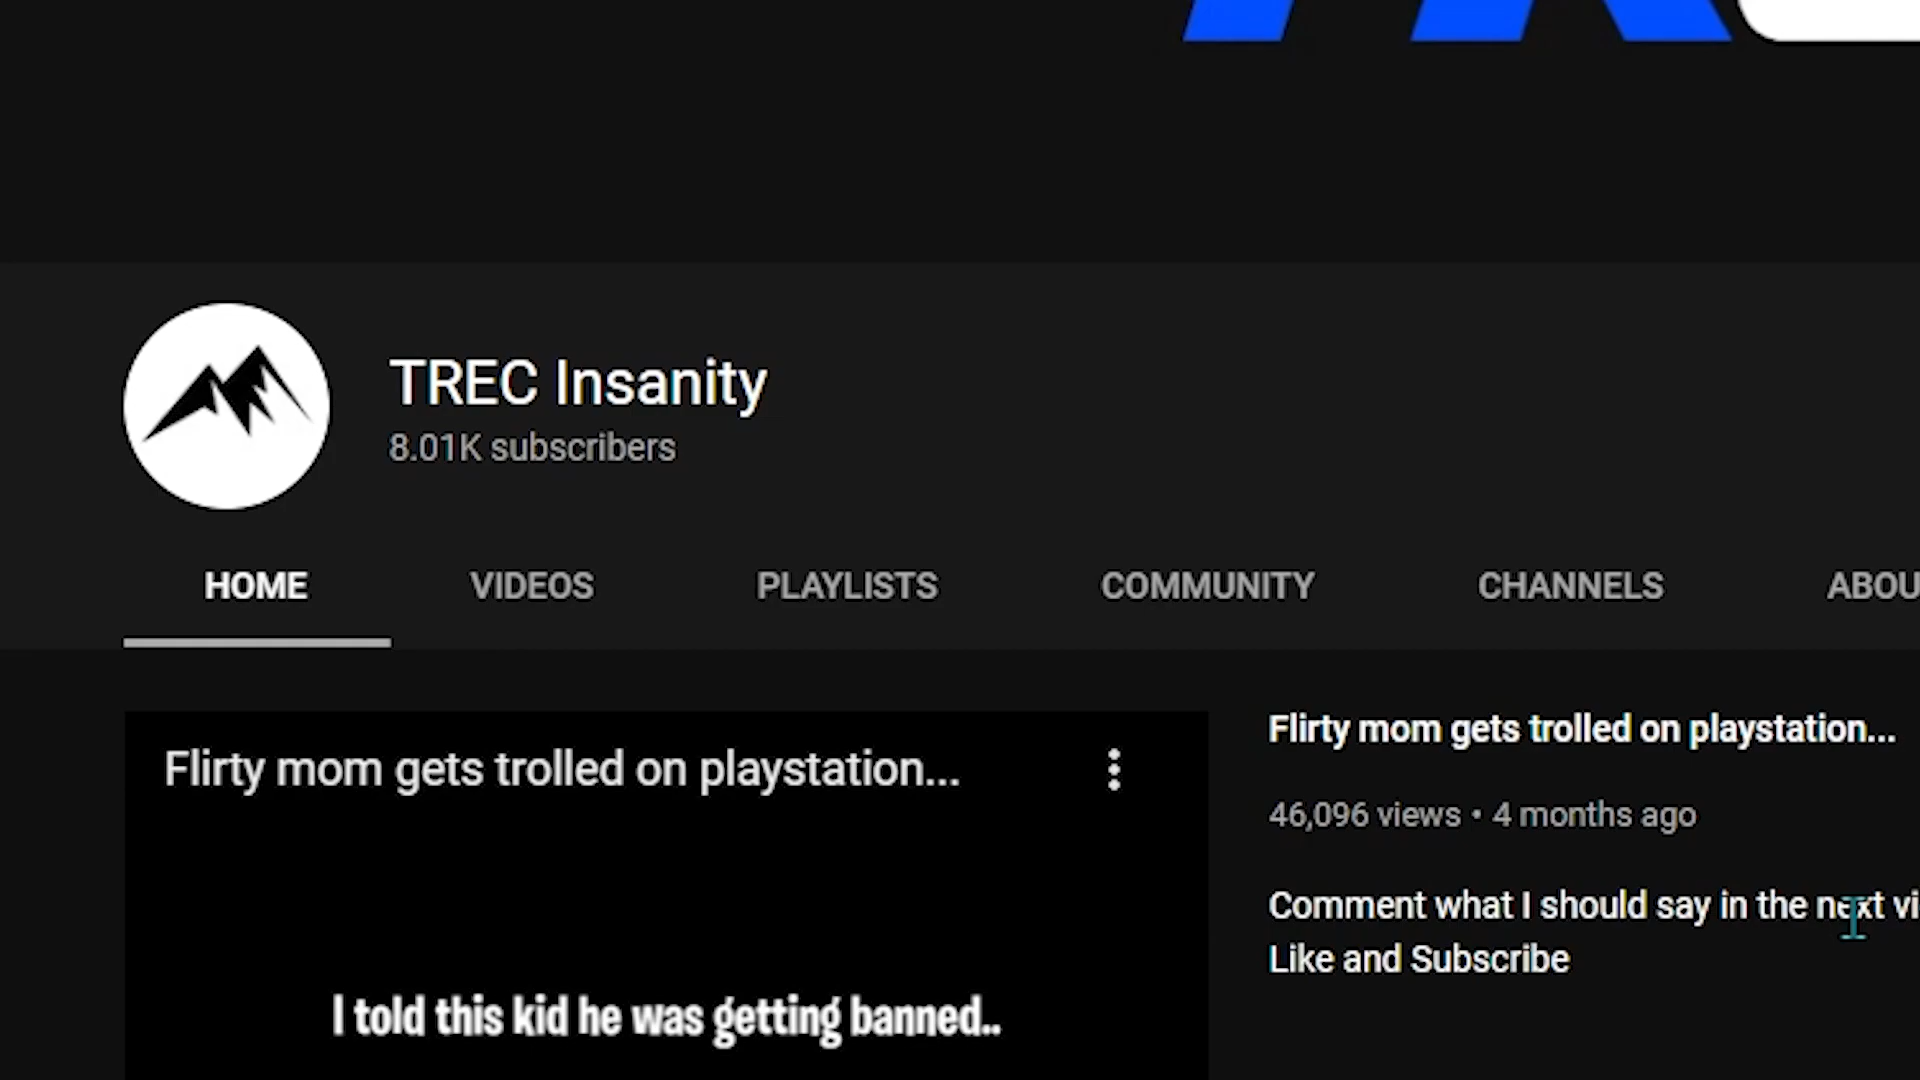 TREC Insanity
8.01K subscribers
HOME VIDEOS PLAYLISTS COMMUNITY CHANNELS ABOU
Flirty mom gets trolled on playstation...
Flirty mom gets trolled on playstation...
46,096 views • 4 months ago
Comment what I should say in the next vi
Like and Subscribe
I told this kid he was getting banned..